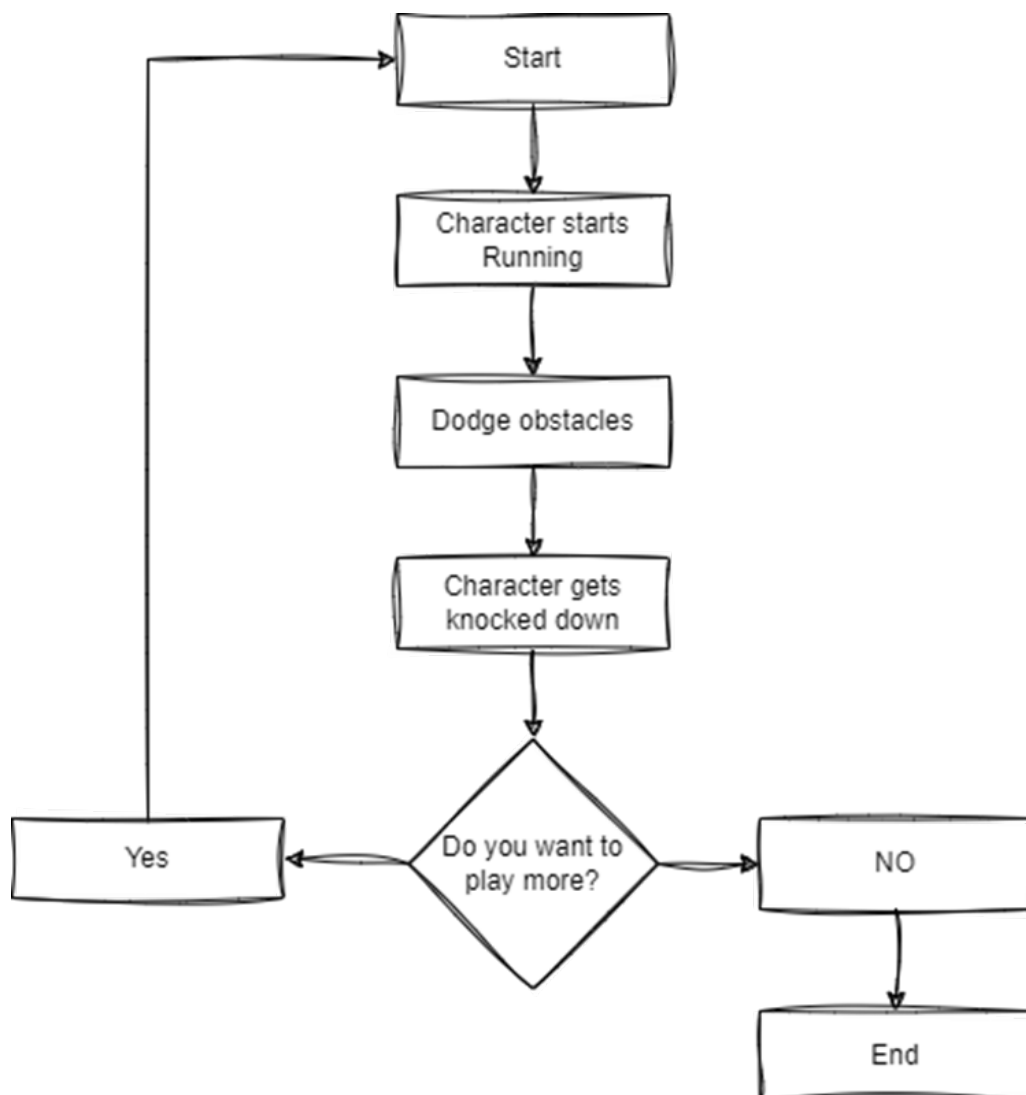 Start
Character starts
Running
Dodge obstacles
Character gets
knocked down
Do you want to
play more?
Yes
NO
End